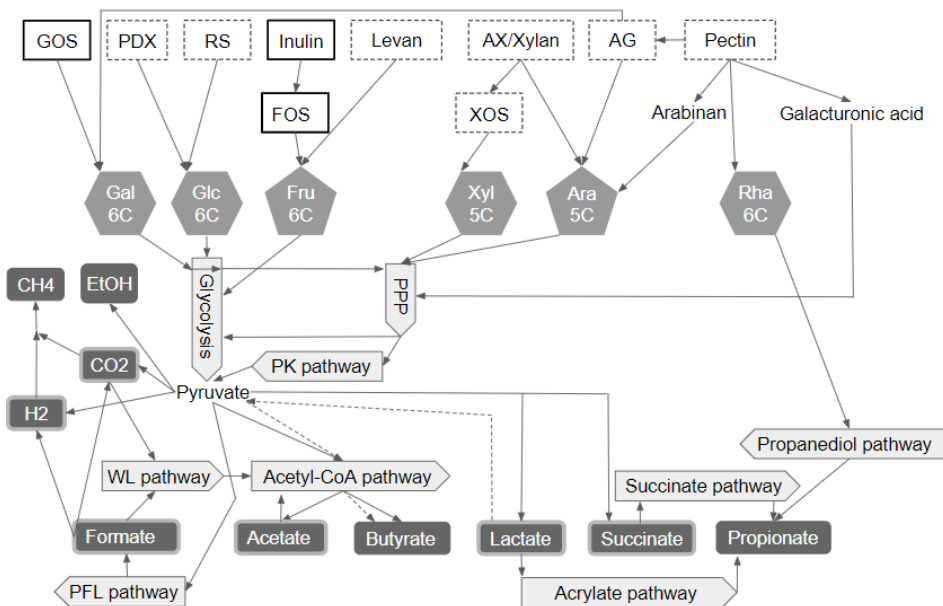 GOS
PDX
RS
Inulin
Levan
AX/Xylan
AG
Pectin
FOS
XOS
Arabinan
Galacturonic acid
Gal
6C
Glc
6C
Fru
6C
Xyl
5C
Ara
5C
Rha
6C
CH4
EtOH
Glycolysis
PPP
CO2
PK pathway
Pyruvate
H2
Propanediol pathway
WL pathway
Acetyl-CoA pathway
Succinate pathway
Formate
Acetate
Butyrate
Lactate
Succinate
Propionate
PFL pathway
Acrylate pathway